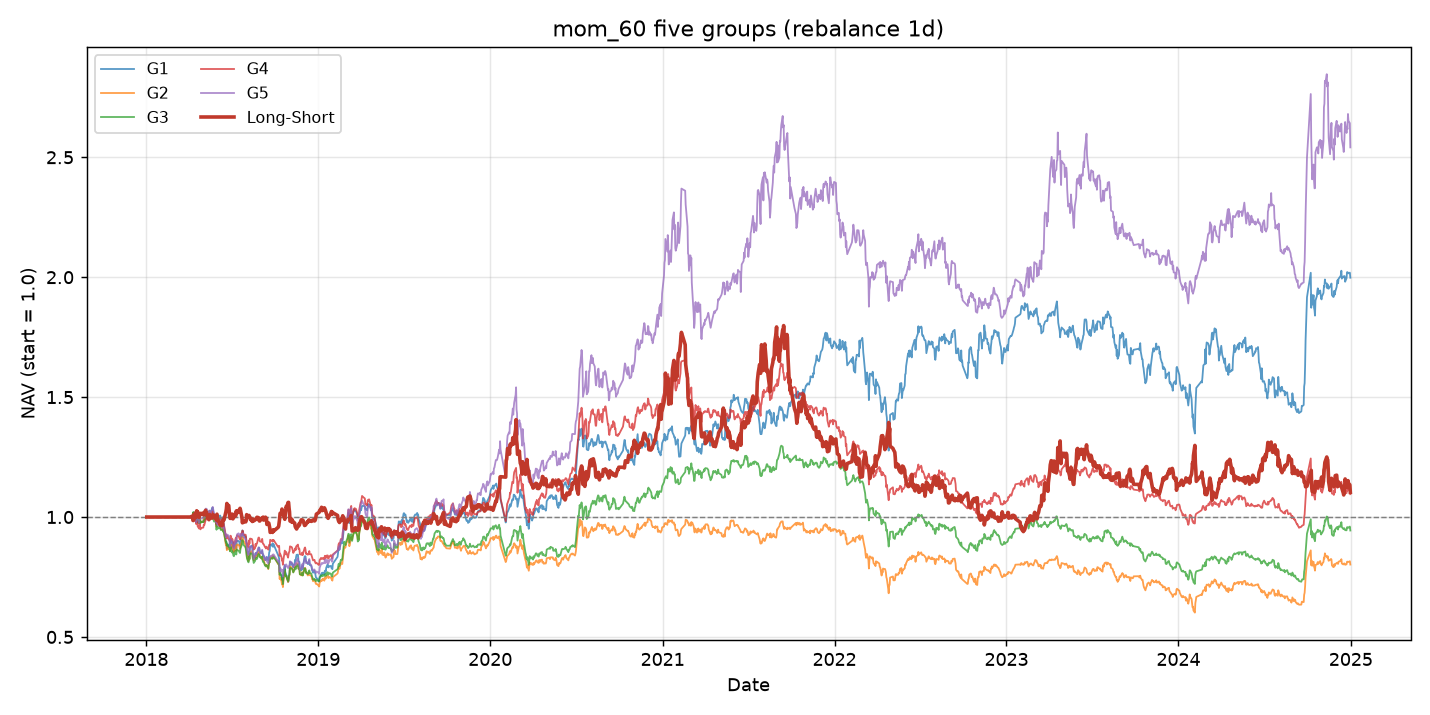 mom_60 five groups (rebalance 1d)
G1
G2
G3
G4
G5
Long-Short
NAV (start = 1.0)
2.5
2.0
1.5
1.0
0.5
2018 2019 2020 2021 2022 2023 2024 2025
Date